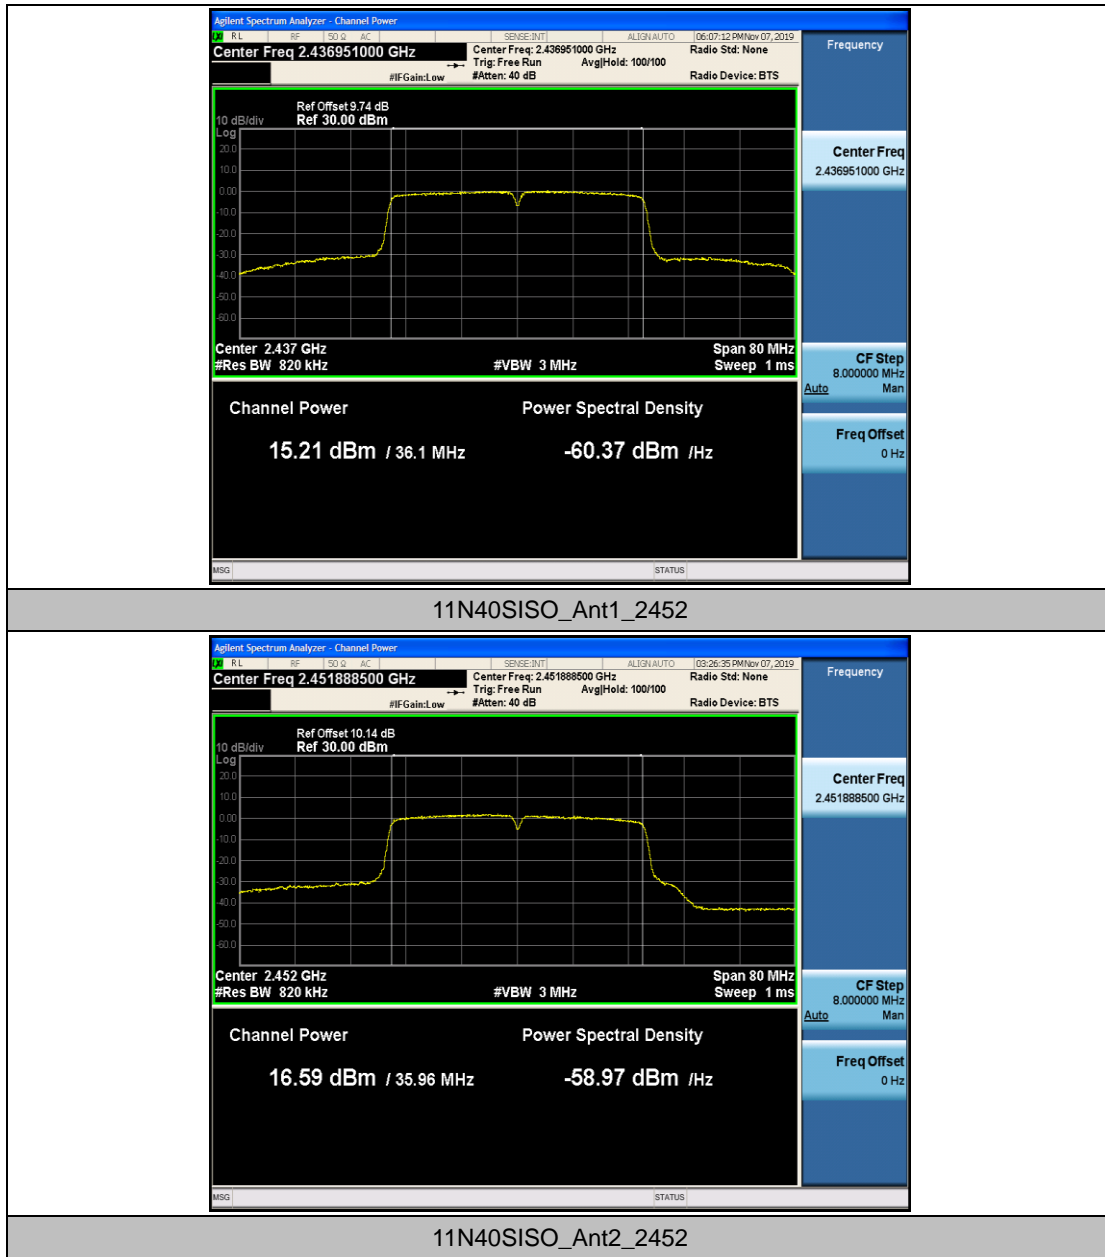 Agilent Spectrum Analyzer - Channel Power
RL RF 50 Ω AC SENSE:INT ALIGN AUTO 06:07:12 PM Nov 07, 2019
Center Freq 2.436951000 GHz
Center Freq: 2.436951000 GHz
Radio Std: None
Trig: Free Run Avg|Hold: 100/100
#IFGain:Low #Atten: 40 dB Radio Device: BTS
Frequency
Ref Offset 9.74 dB
10 dB/div Ref 30.00 dBm
Log
20.0
10.0
0.00
-10.0
-20.0
-30.0
-40.0
-50.0
-60.0
Center Freq
2.436951000 GHz
Center 2.437 GHz Span 80 MHz
#Res BW 820 kHz #VBW 3 MHz Sweep 1 ms
CF Step
8.000000 MHz
Auto Man
Channel Power Power Spectral Density
15.21 dBm / 36.1 MHz -60.37 dBm /Hz
Freq Offset
0 Hz
MSG STATUS
11N40SISO_Ant1_2452
Agilent Spectrum Analyzer - Channel Power
RL RF 50 Ω AC SENSE:INT ALIGN AUTO 03:26:35 PM Nov 07, 2019
Center Freq 2.451888500 GHz
Center Freq: 2.451888500 GHz
Radio Std: None
Trig: Free Run Avg|Hold: 100/100
#IFGain:Low #Atten: 40 dB Radio Device: BTS
Frequency
Ref Offset 10.14 dB
10 dB/div Ref 30.00 dBm
Log
20.0
10.0
0.00
-10.0
-20.0
-30.0
-40.0
-50.0
-60.0
Center Freq
2.451888500 GHz
Center 2.452 GHz Span 80 MHz
#Res BW 820 kHz #VBW 3 MHz Sweep 1 ms
CF Step
8.000000 MHz
Auto Man
Channel Power Power Spectral Density
16.59 dBm / 35.96 MHz -58.97 dBm /Hz
Freq Offset
0 Hz
MSG STATUS
11N40SISO_Ant2_2452